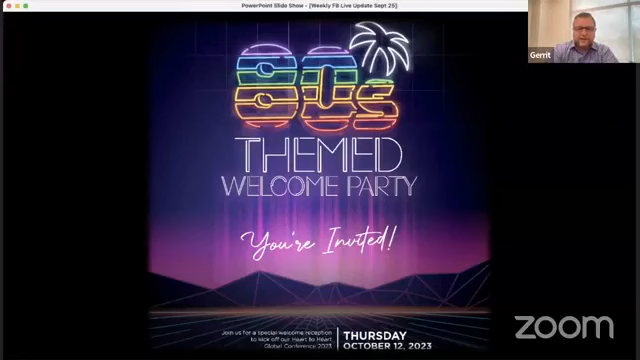 PowerPoint Slide Show - [Weekly FB Live Update Sept 25]
Gerrit
80s
THEMED
WELCOME PARTY
You're Invited!
Join us for a special welcome reception
to kick off our Heart to Heart
Global Conference 2023
THURSDAY
OCTOBER 12, 2023
zoom